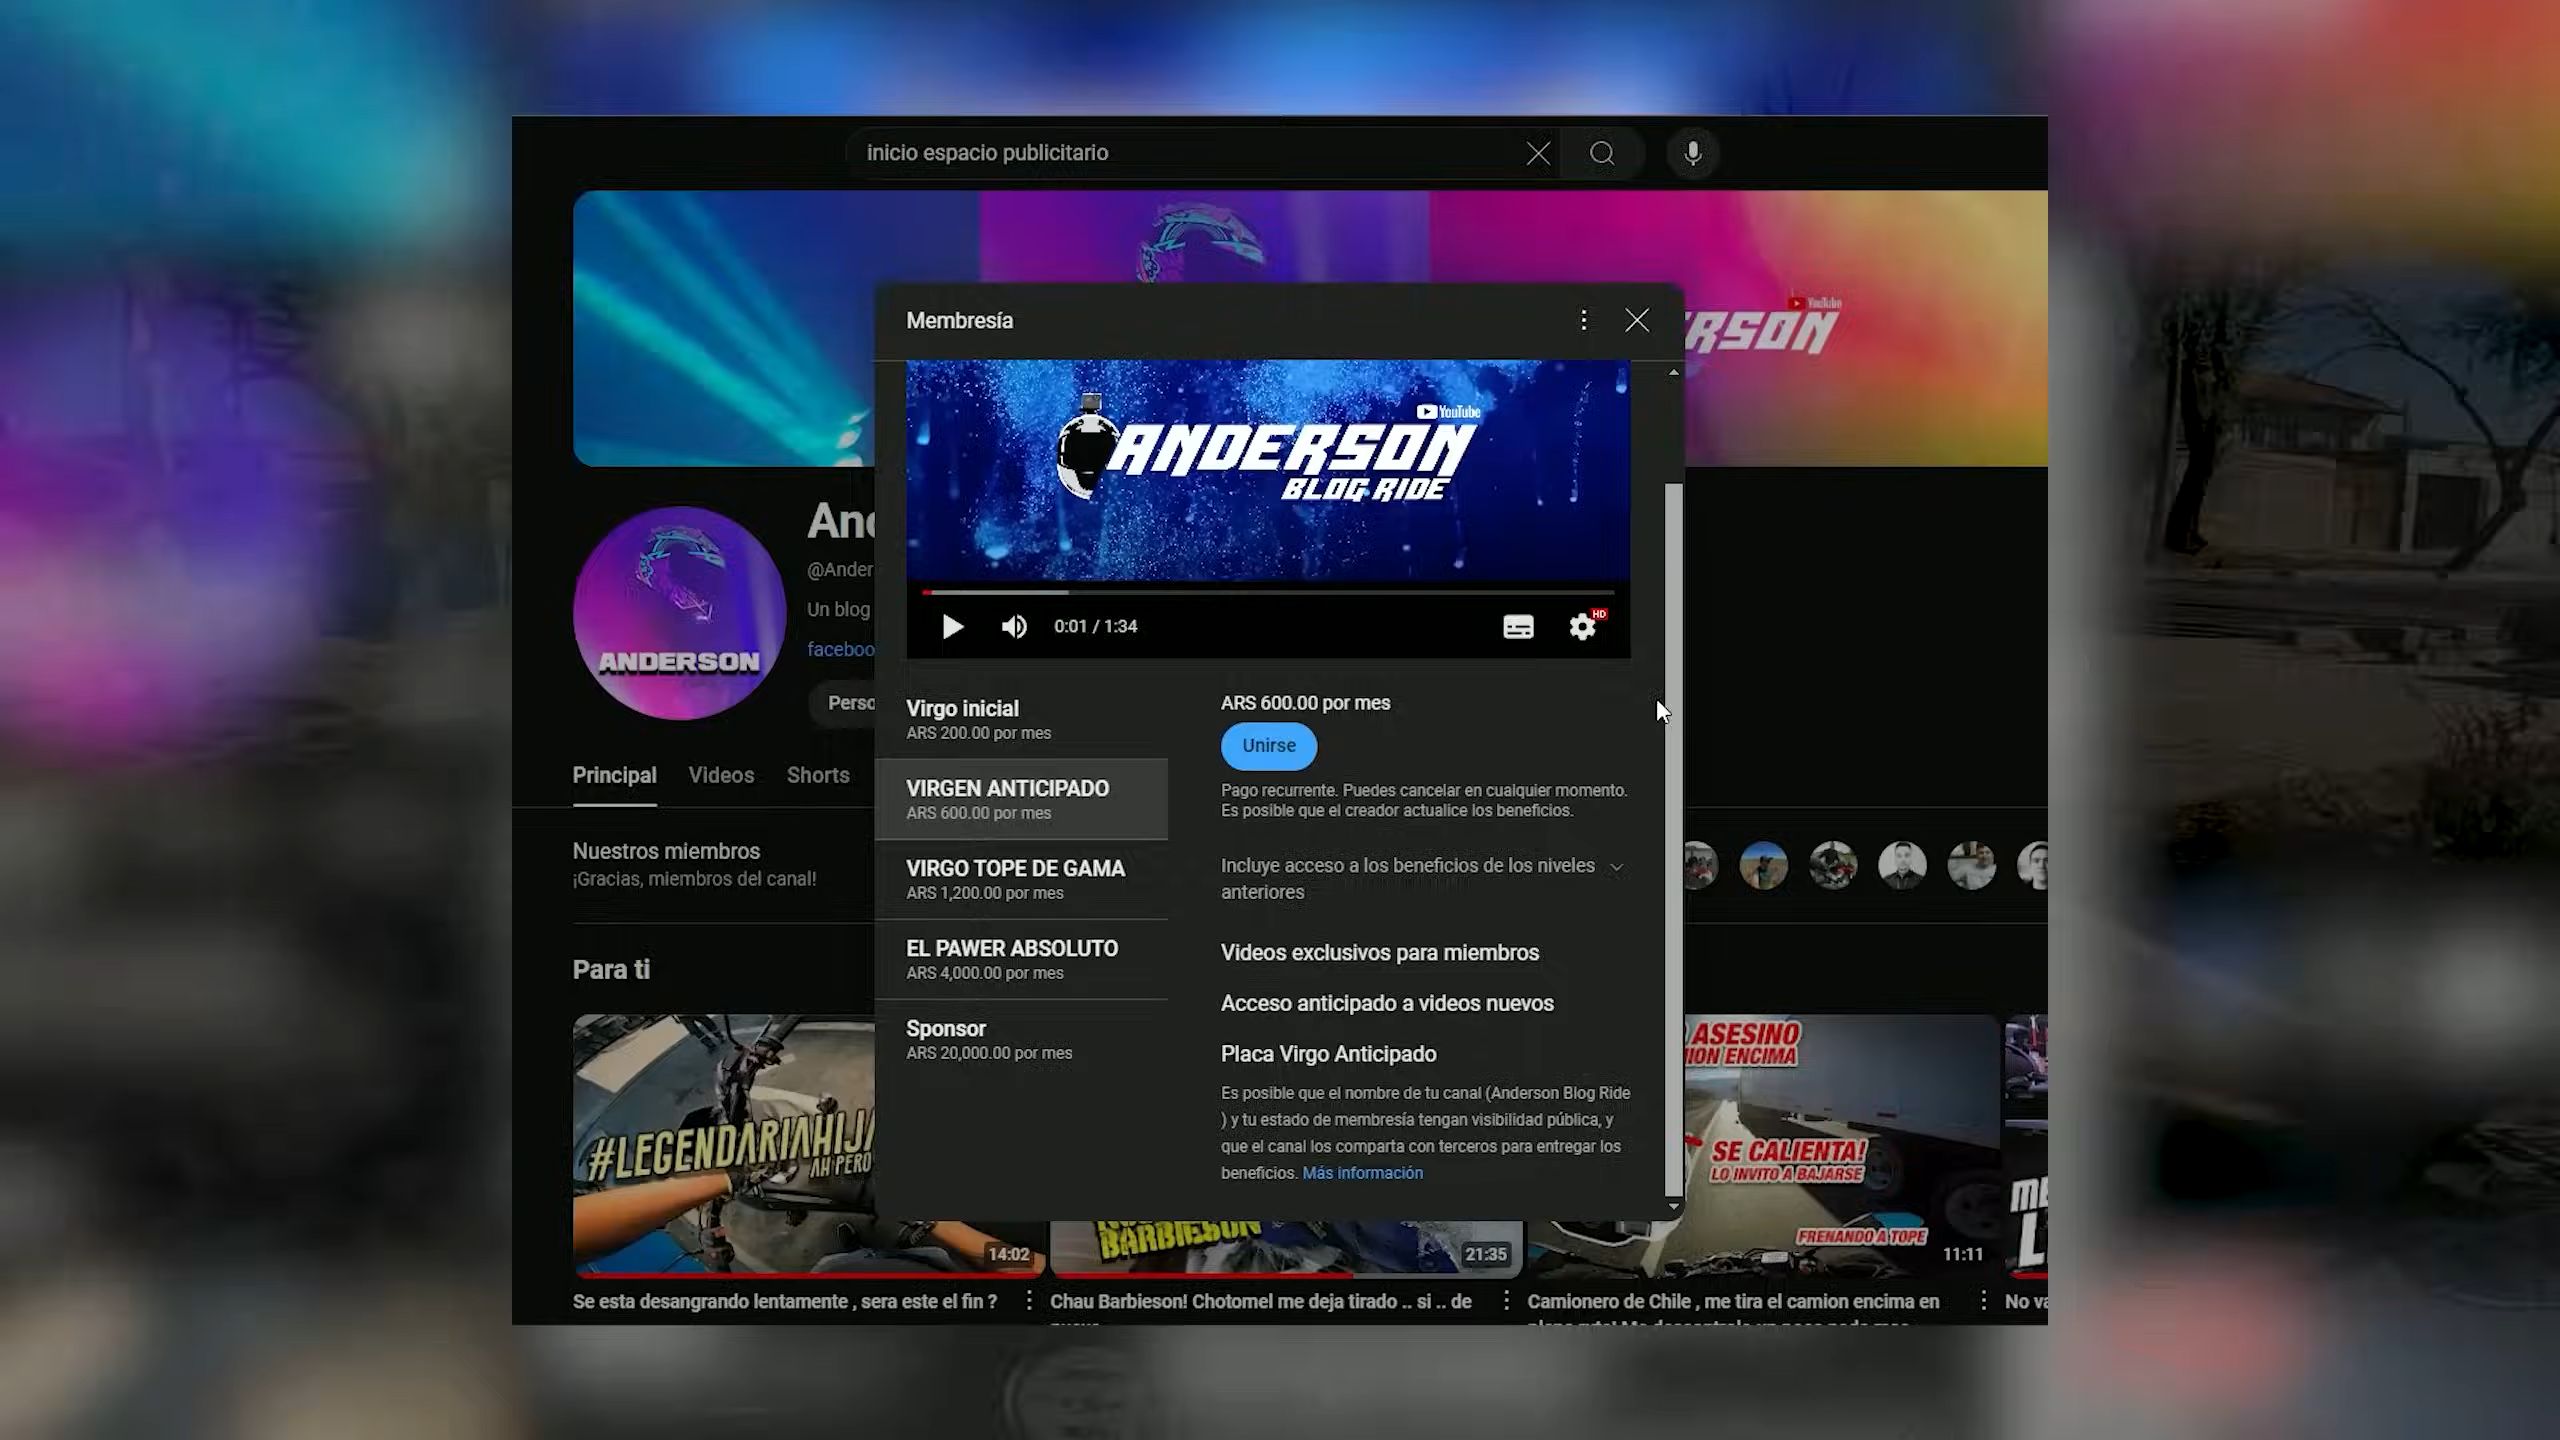 inicio espacio publicitario
YouTube
RSON
Membresía
YouTube
ANDERSON
BLOG RIDE
HD
0:01 / 1:34
ANDERSON
@Ander
Un blog
faceboo
Virgo inicial
ARS 200.00 por mes
VIRGEN ANTICIPADO
ARS 600.00 por mes
VIRGO TOPE DE GAMA
ARS 1,200.00 por mes
EL PAWER ABSOLUTO
ARS 4,000.00 por mes
Sponsor
ARS 20,000.00 por mes
ARS 600.00 por mes
Unirse
Pago recurrente. Puedes cancelar en cualquier momento.
Es posible que el creador actualice los beneficios.
Incluye acceso a los beneficios de los niveles
anteriores
Videos exclusivos para miembros
Acceso anticipado a videos nuevos
Placa Virgo Anticipado
Es posible que el nombre de tu canal (Anderson Blog Ride
) y tu estado de membresía tengan visibilidad pública, y
que el canal los comparta con terceros para entregar los
beneficios. Más información
Principal Videos Shorts
Nuestros miembros
¡Gracias, miembros del canal!
Para ti
#LEGENDARIAHIJA
AH PERO
14:02
BARBIESON
21:35
ASESINO
ION ENCIMA
SE CALIENTA!
LO INVITO A BAJARSE
FRENANDO A TOPE
11:11
Se esta desangrando lentamente , sera este el fin ?
Chau Barbieson! Chotomel me deja tirado .. si .. de
Camionero de Chile , me tira el camion encima en